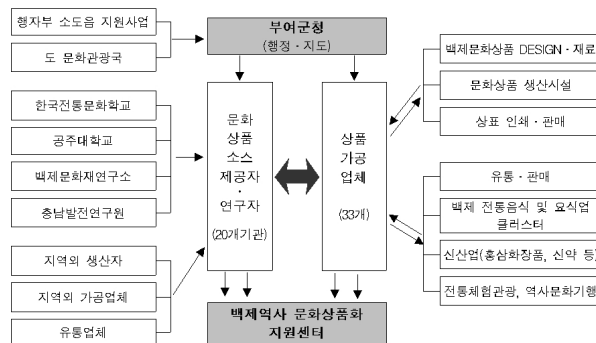 행자부 소도읍 지원사업
도 문화관광국
부여군청
(행정·지도)
한국전통문화학교
공주대학교
백제문화재연구소
충남발전연구원
지역외 생산자
지역외 가공업체
유통업체
문화
상품
소스
제공자
·
연구자
(20개기관)
상품
가공
업체
(33개)
백제문화상품 DESIGN·재료
문화상품 생산시설
상표 인쇄·판매
유통·판매
백제 전통음식 및 요식업
클러스터
신산업(홍삼화장품, 신약 등)
전통체험관광, 역사문화기행
백제역사 문화상품화
지원센터